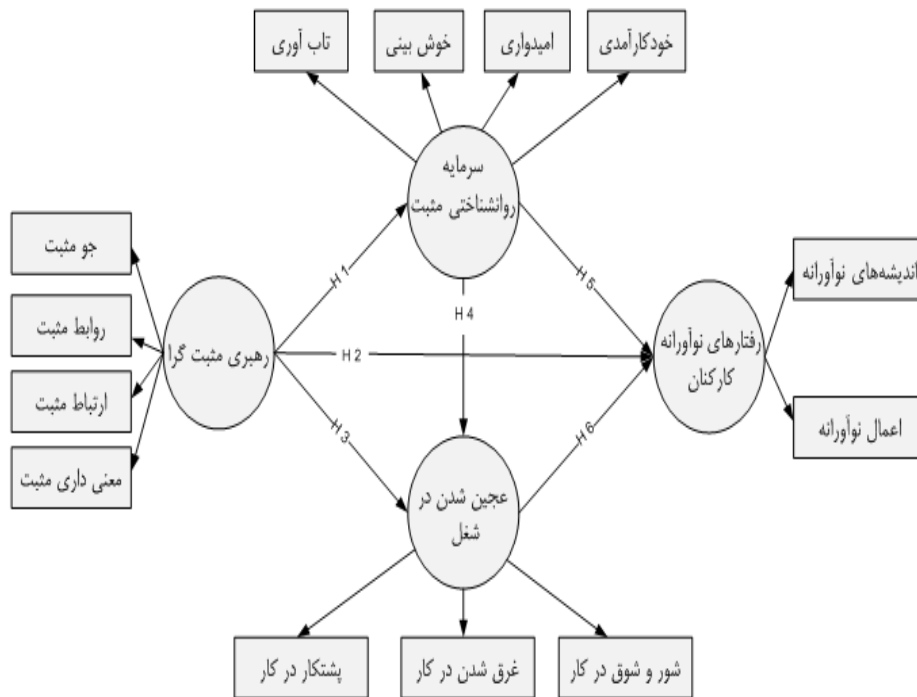 خودکارآمدی
امیدواری
خوش بینی
تاب آوری
سرمایه
روانشناختی مثبت
جو مثبت
روابط مثبت
ارتباط مثبت
معنی داری مثبت
رهبری مثبت گرا
H 1
H 2
H 3
H 4
H 5
H 6
رفتارهای نوآورانه
کارکنان
اندیشه‌های نوآورانه
اعمال نوآورانه
عجین شدن در
شغل
شور و شوق در کار
غرق شدن در کار
پشتکار در کار